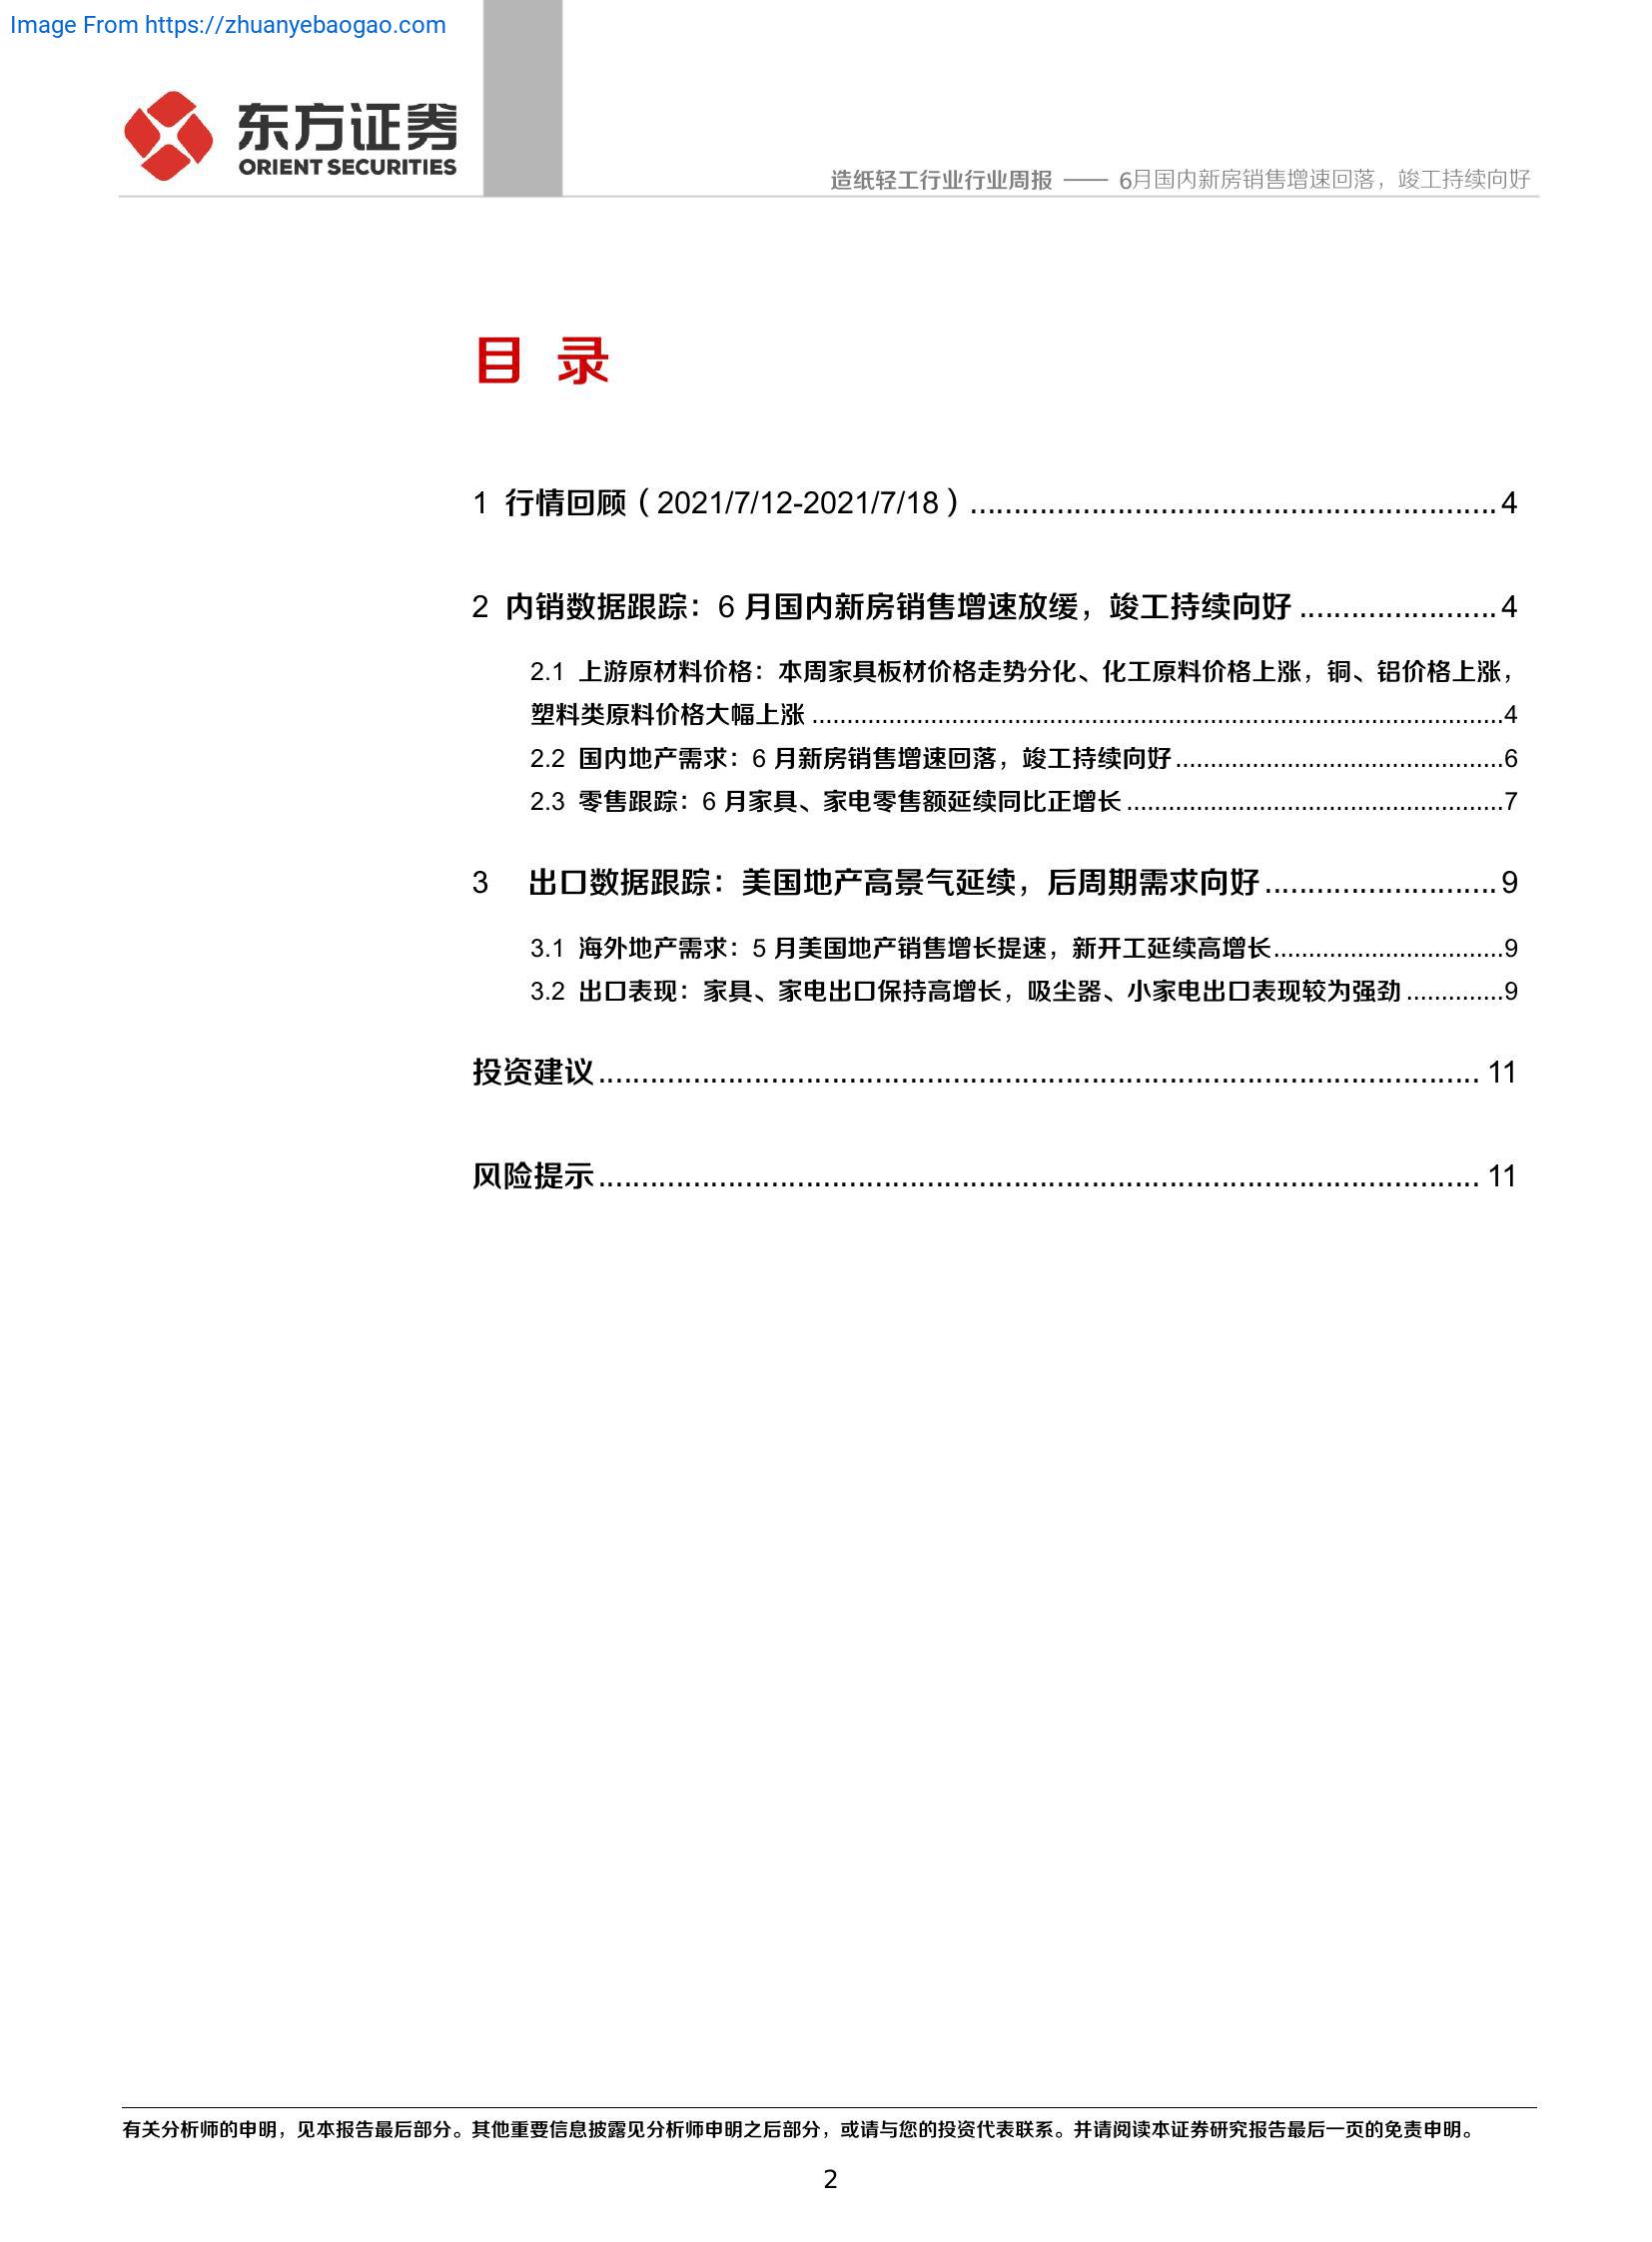 Image From https://zhuanyebaogao.com
东方证券
ORIENT SECURITIES
造纸轻工行业行业周报 —— 6月国内新房销售增速回落，竣工持续向好
目 录
1 行情回顾（2021/7/12-2021/7/18）................................................................4
2 内销数据跟踪：6 月国内新房销售增速放缓，竣工持续向好.......................4
2.1 上游原材料价格：本周家具板材价格走势分化、化工原料价格上涨，铜、铝价格上涨，
塑料类原料价格大幅上涨...................................................................................................4
2.2 国内地产需求：6 月新房销售增速回落，竣工持续向好...............................................6
2.3 零售跟踪：6 月家具、家电零售额延续同比正增长......................................................7
3 出口数据跟踪：美国地产高景气延续，后周期需求向好...........................9
3.1 海外地产需求：5 月美国地产销售增长提速，新开工延续高增长.................................9
3.2 出口表现：家具、家电出口保持高增长，吸尘器、小家电出口表现较为强劲..............9
投资建议...................................................................................................... 11
风险提示...................................................................................................... 11
有关分析师的申明，见本报告最后部分。其他重要信息披露见分析师申明之后部分，或请与您的投资代表联系。并请阅读本证券研究报告最后一页的免责申明。
2